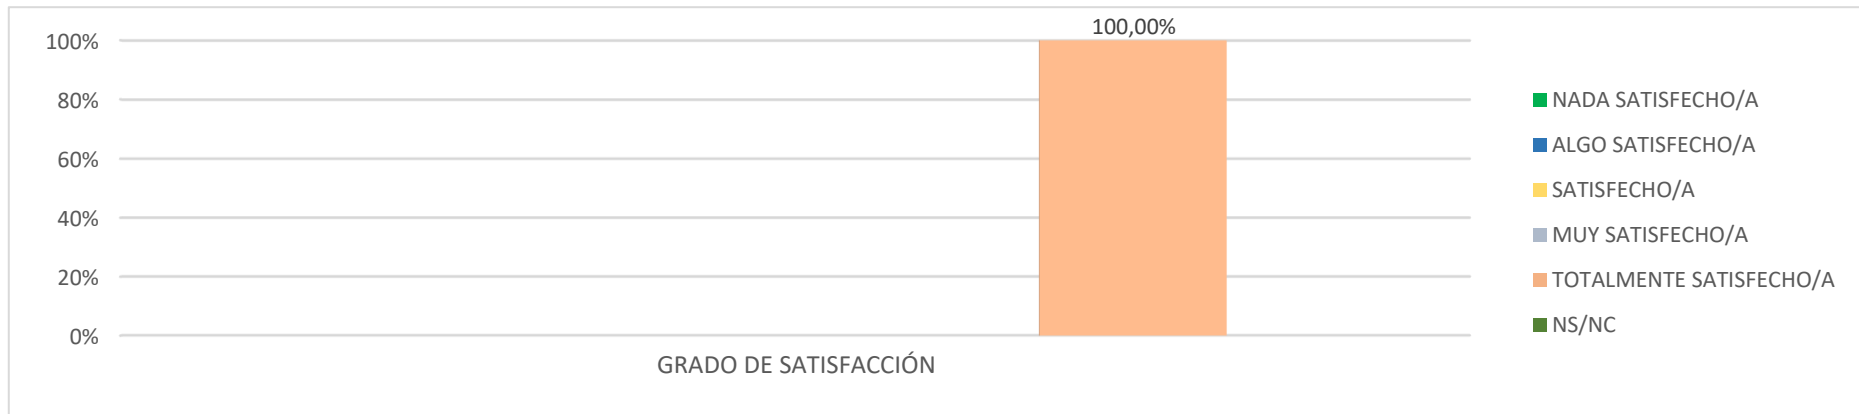 100,00%
100%
80%
60%
40%
20%
0%
GRADO DE SATISFACCIÓN
NADA SATISFECHO/A
ALGO SATISFECHO/A
SATISFECHO/A
MUY SATISFECHO/A
TOTALMENTE SATISFECHO/A
NS/NC